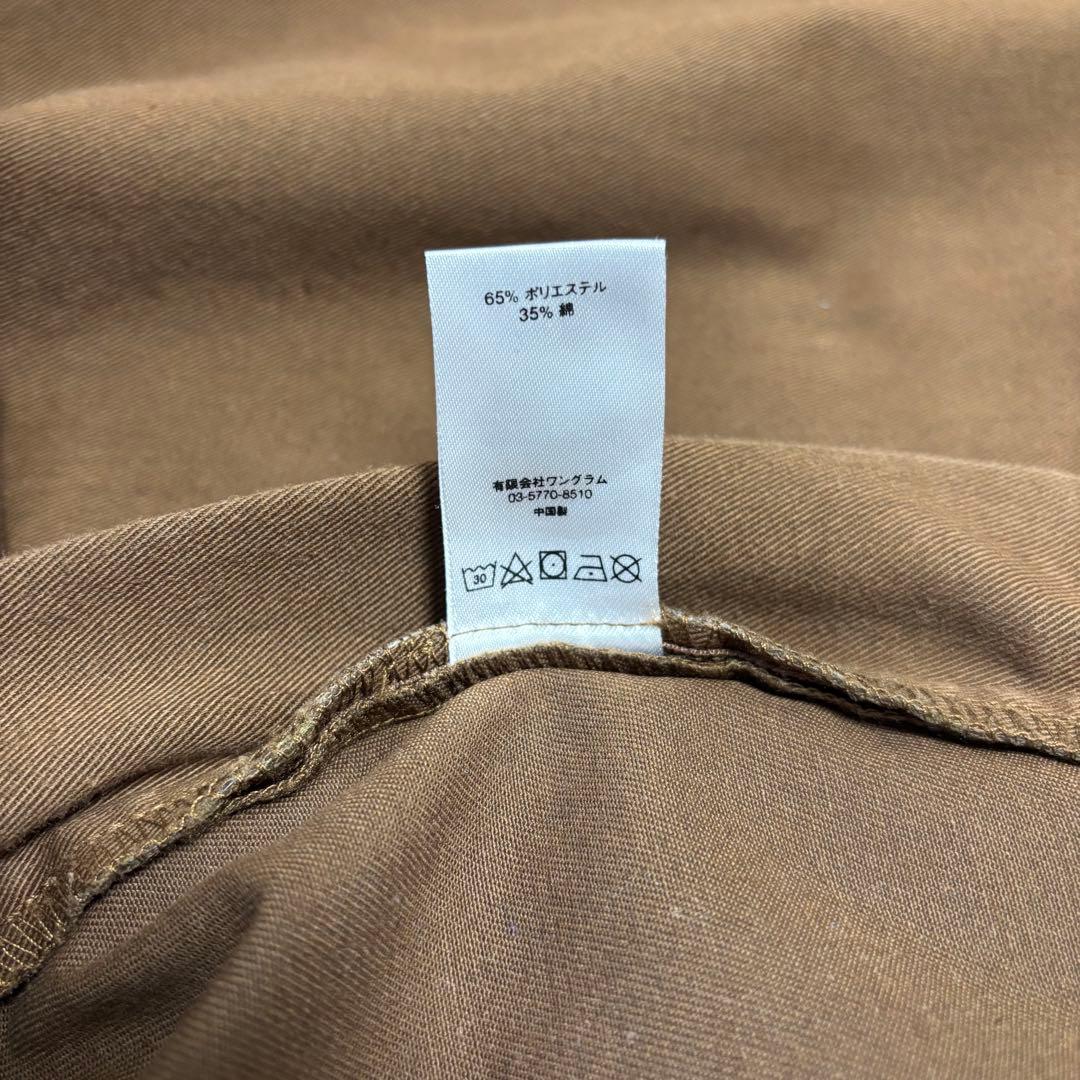 65% ポリエステル
35% 綿
有限会社ワングラム
03-5770-8510
中国製
30